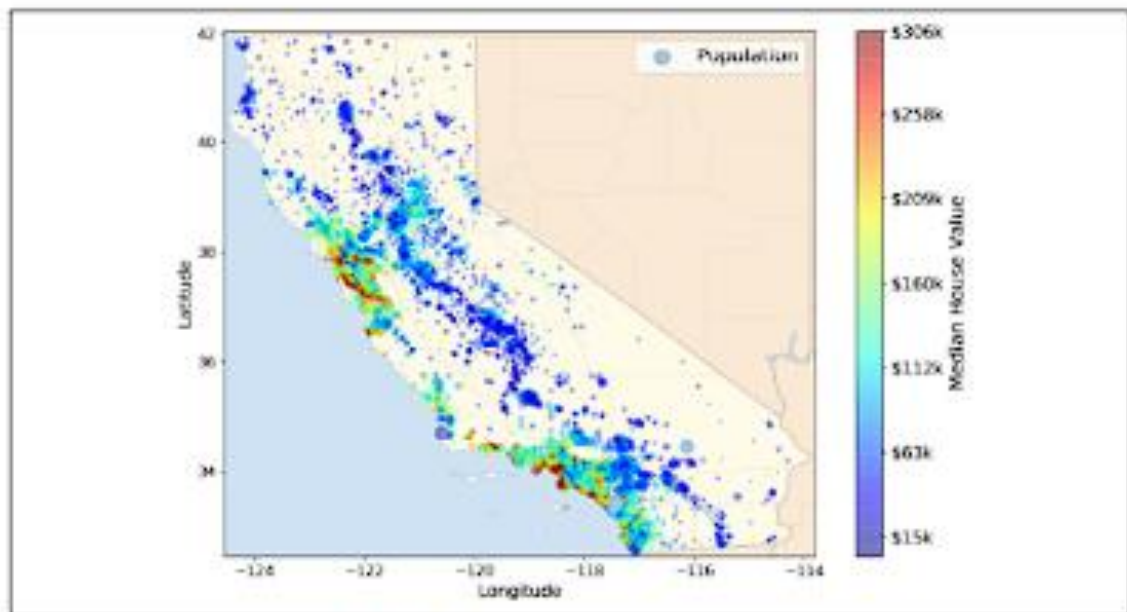 42
40
38
36
34
Latitude
−124
−122
−120
−118
−116
−114
Longitude
Population
$306k
$258k
$209k
$160k
$112k
$63k
$15k
Median House Value